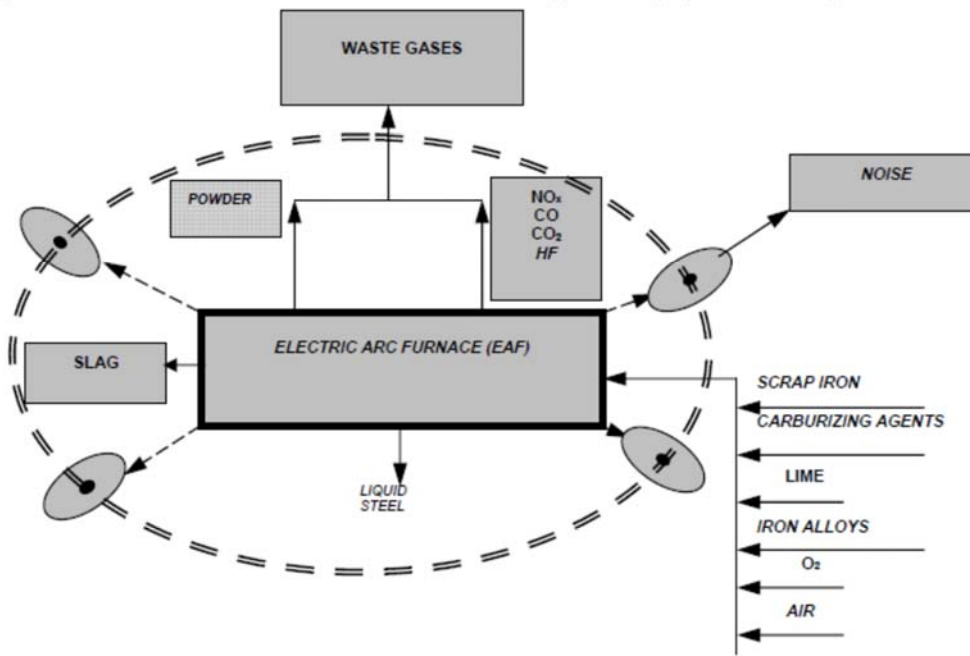 WASTE GASES
NOISE
POWDER
NOₓ
CO
CO₂
HF
ELECTRIC ARC FURNACE (EAF)
SLAG
SCRAP IRON
CARBURIZING AGENTS
LIME
LIQUID
STEEL
IRON ALLOYS
O₂
AIR